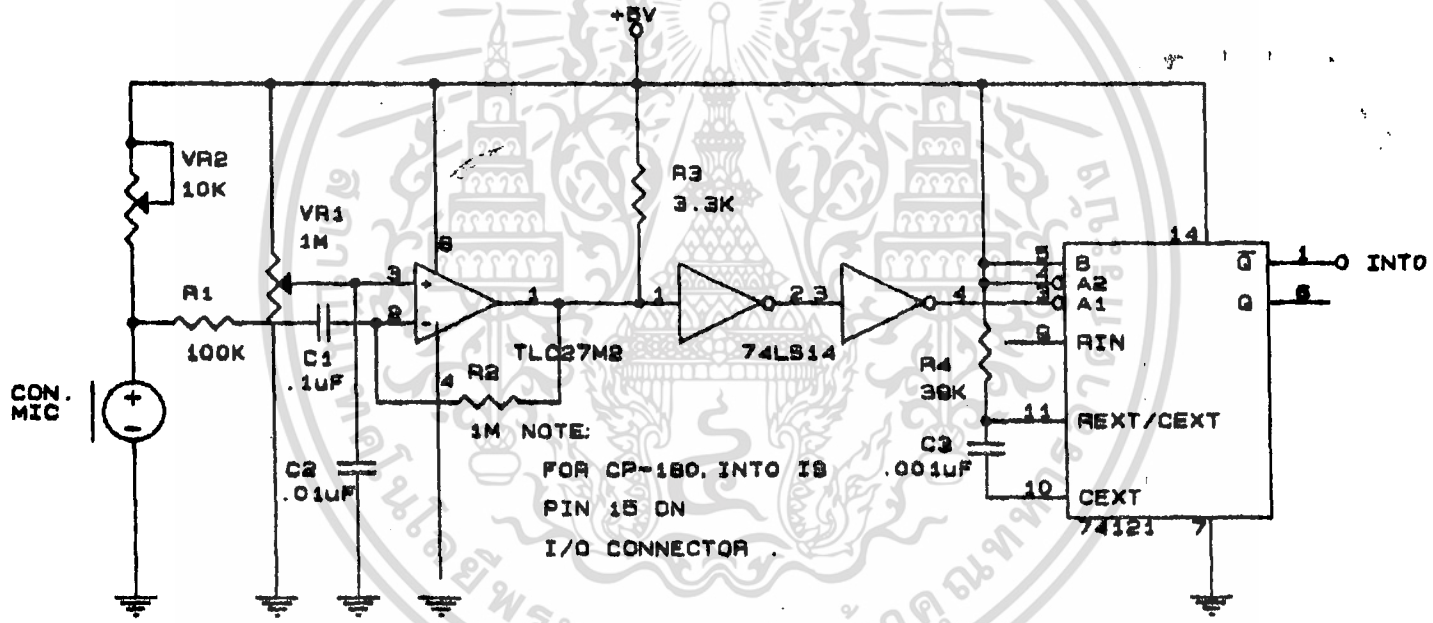 +5V
VR2
10K
VR1
1M
R1
100K
C1
.1uF
CON.
MIC
C2
.01uF
3
2
8
4
1
TLC27M2
R2
1M
R3
3.3K
1
2
3
4
74LS14
NOTE:
FOR CP-180, INTO IS
PIN 15 ON
I/O CONNECTOR .
R4
39K
C3
.001uF
14
B
A2
A1
9
RIN
11
REXT/CEXT
10
CEXT
74121
7
Q
1
INTO
Q
6